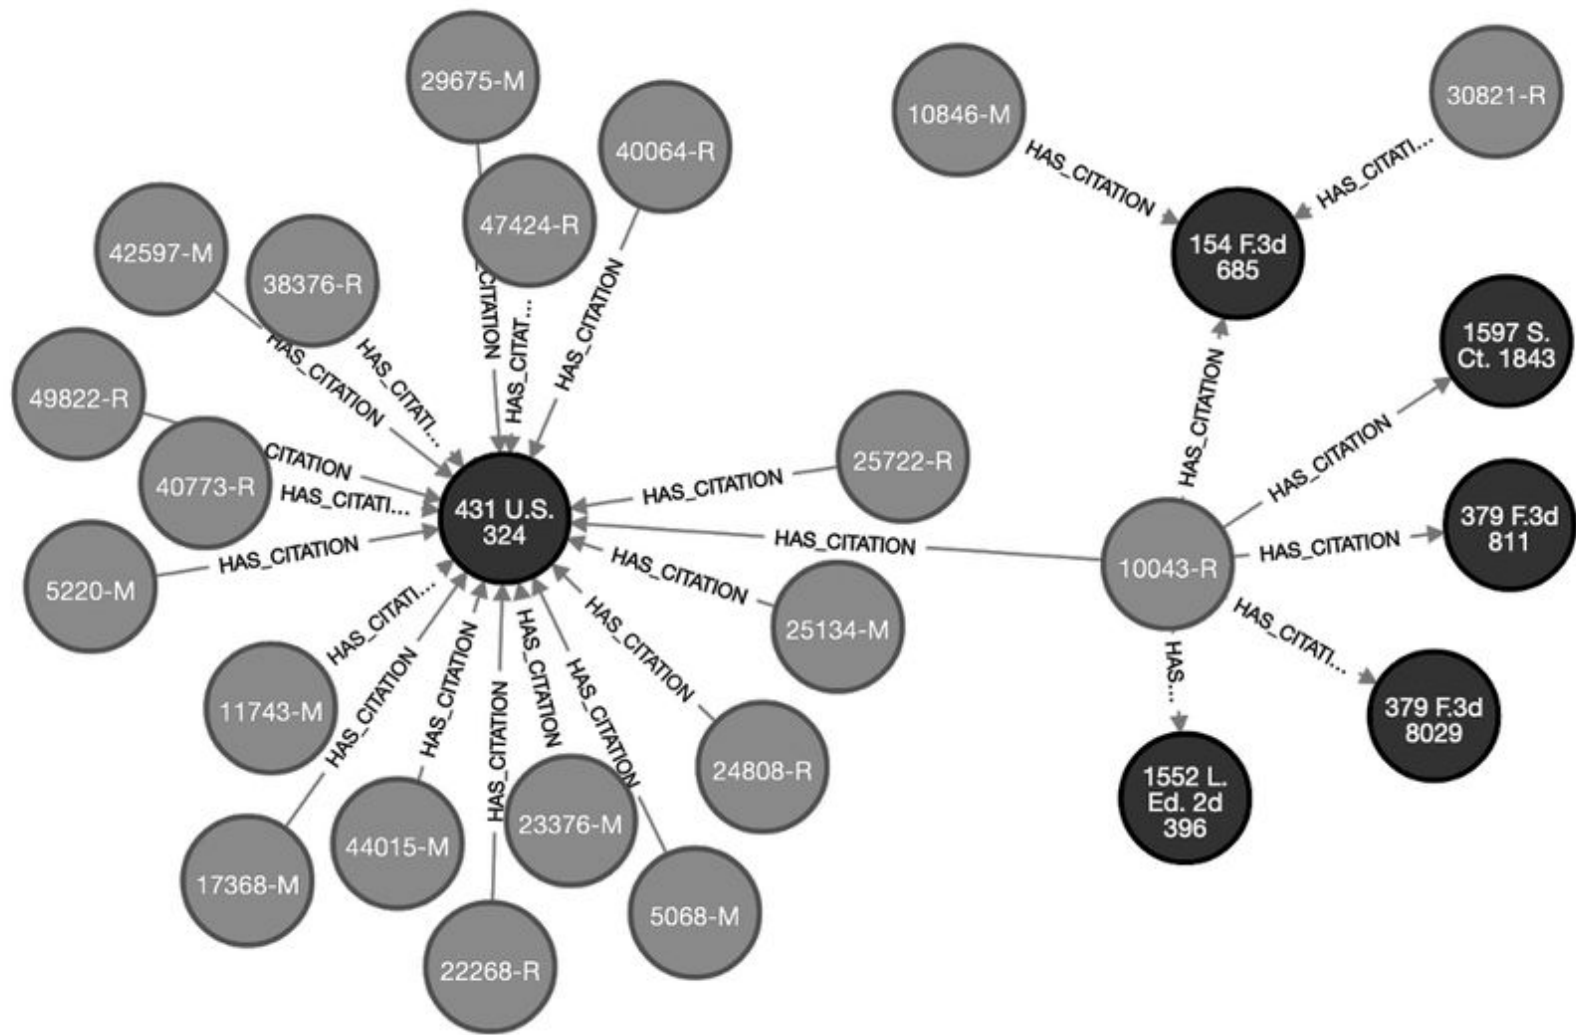 29675-M
10846-M
30821-R
40064-R
HAS_CITATION
HAS_CITATI...
47424-R
42597-M
38376-R
154 F.3d
685
CITATION
HAS_CITAT...
HAS_CITATION
HAS_CITATION
HAS_CITATI...
HAS_CITATION
1597 S.
Ct. 1843
49822-R
CITATION
40773-R
HAS_CITATI...
25722-R
HAS_CITATION
HAS_CITATION
431 U.S.
324
HAS_CITATION
HAS_CITATION
379 F.3d
811
5220-M
HAS_CITATION
10043-R
HAS_CITATION
HAS_CITATION
25134-M
HAS_CITATI...
HAS...
HAS_CITATI...
11743-M
HAS_CITATION
HAS_CITATION
HAS_CITATION
HAS_CITATION
HAS_CITATION
HAS_CITATION
379 F.3d
8029
24808-R
1552 L.
Ed. 2d
396
23376-M
44015-M
17368-M
5068-M
22268-R